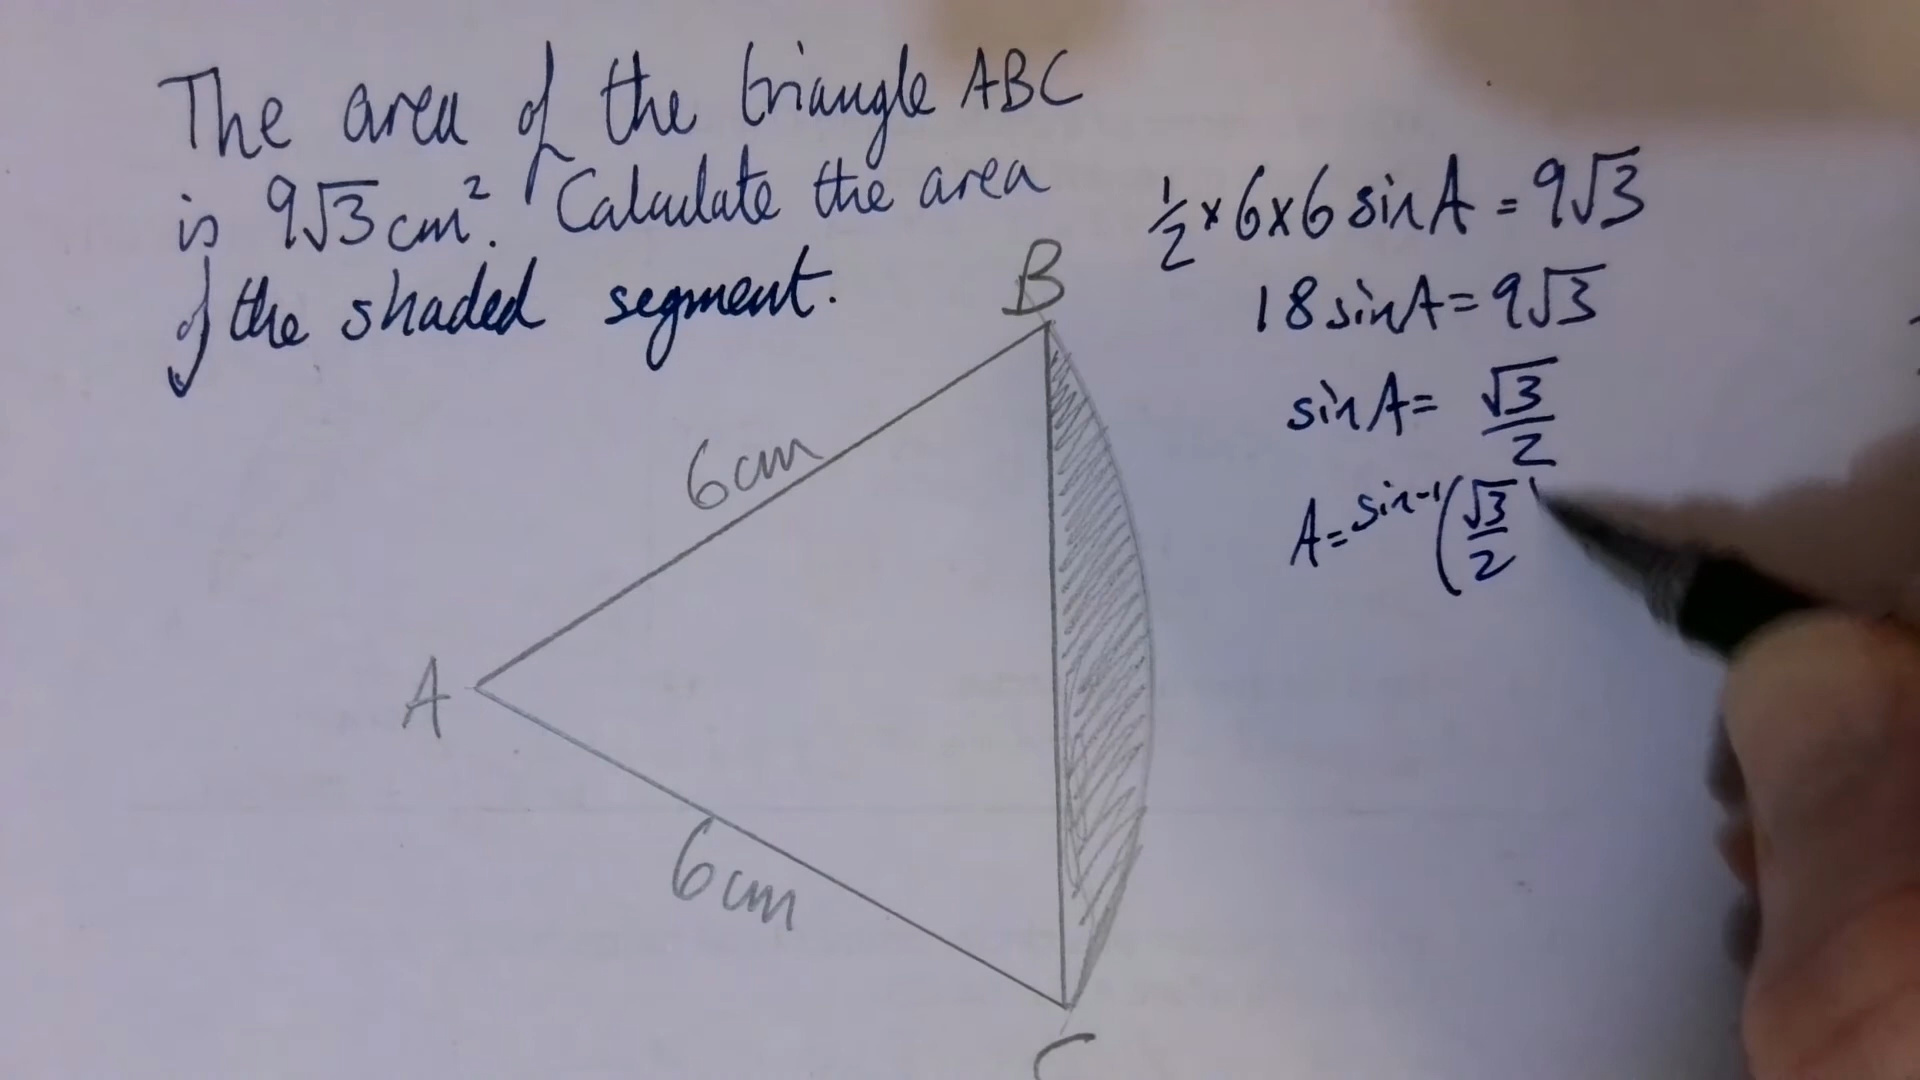 The area of the triangle ABC
is 9√3 cm². Calculate the area
of the shaded segment.
½ × 6 × 6 sin A = 9√3
18 sin A = 9√3
sin A = √3/2
A = sin⁻¹(√3/2
B
6cm
A
6cm
C